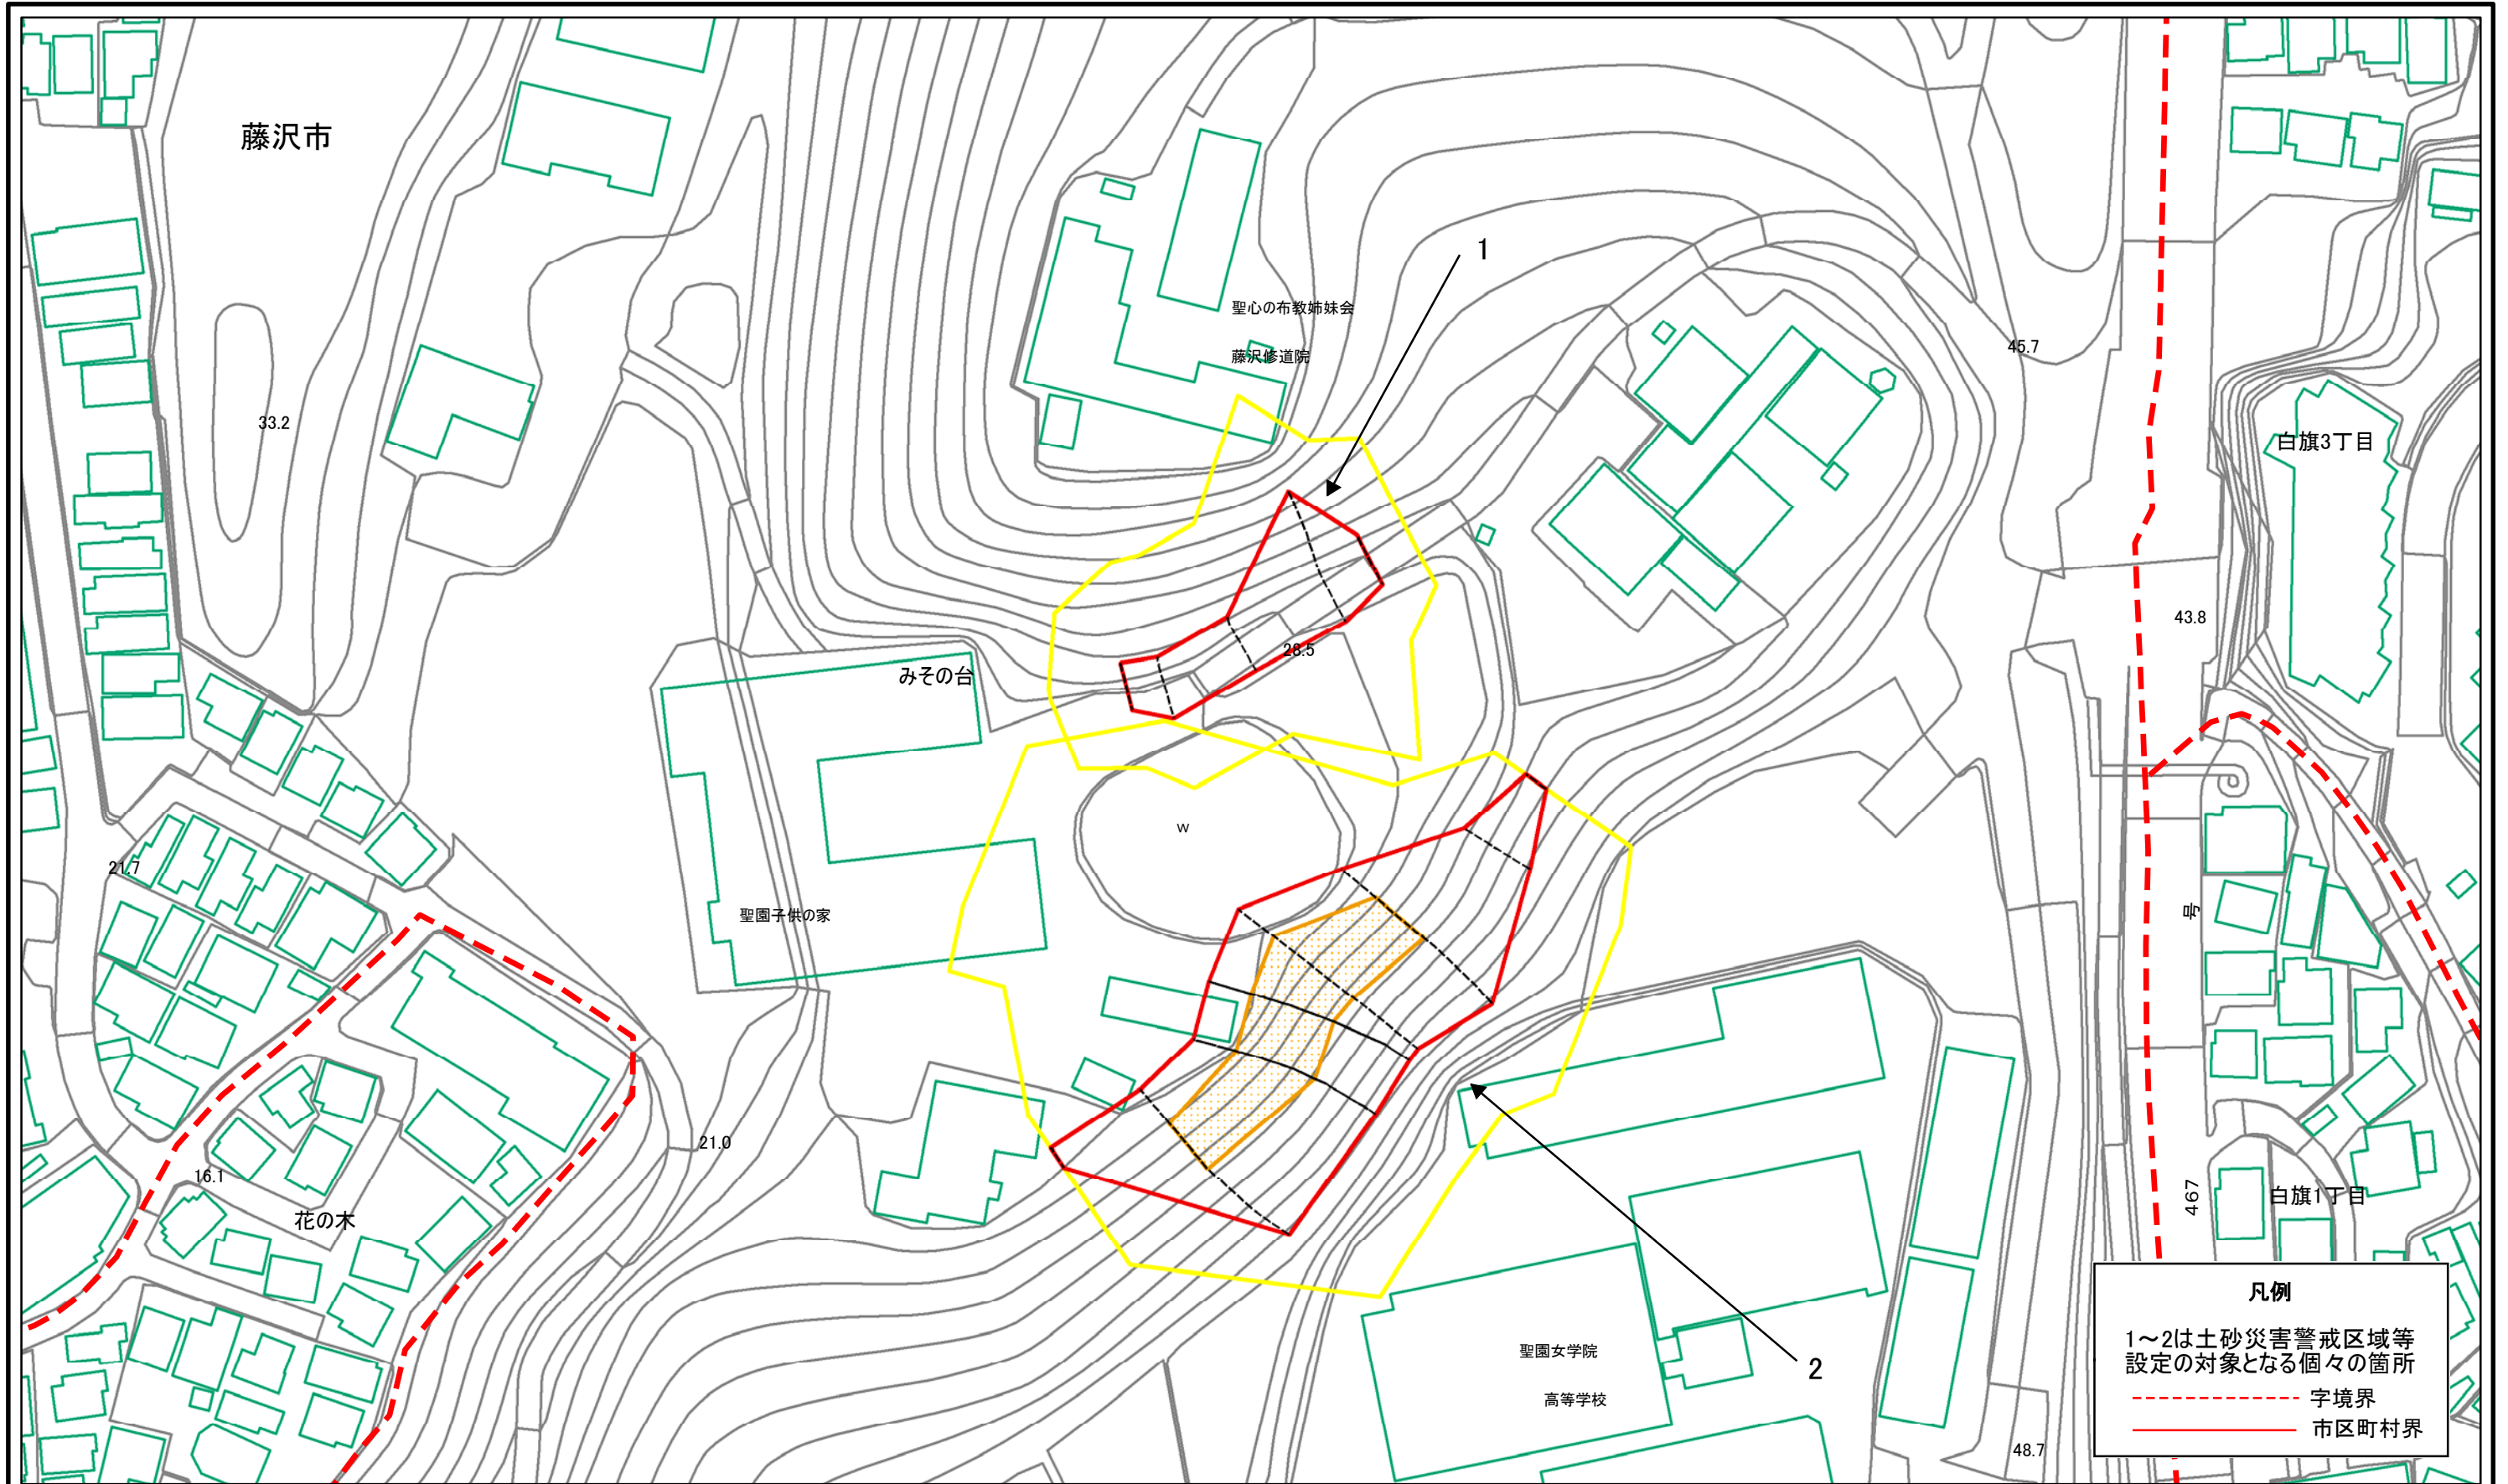 藤沢市
1
聖心の布教姉妹会
藤沢修道院
45.7
33.2
白旗3丁目
43.8
28.5
みその台
W
21.7
聖園子供の家
号
467
21.0
16.1
花の木
白旗1丁目
聖園女学院
高等学校
2
48.7
凡例
1～2は土砂災害警戒区域等
設定の対象となる個々の箇所
字境界
市区町村界